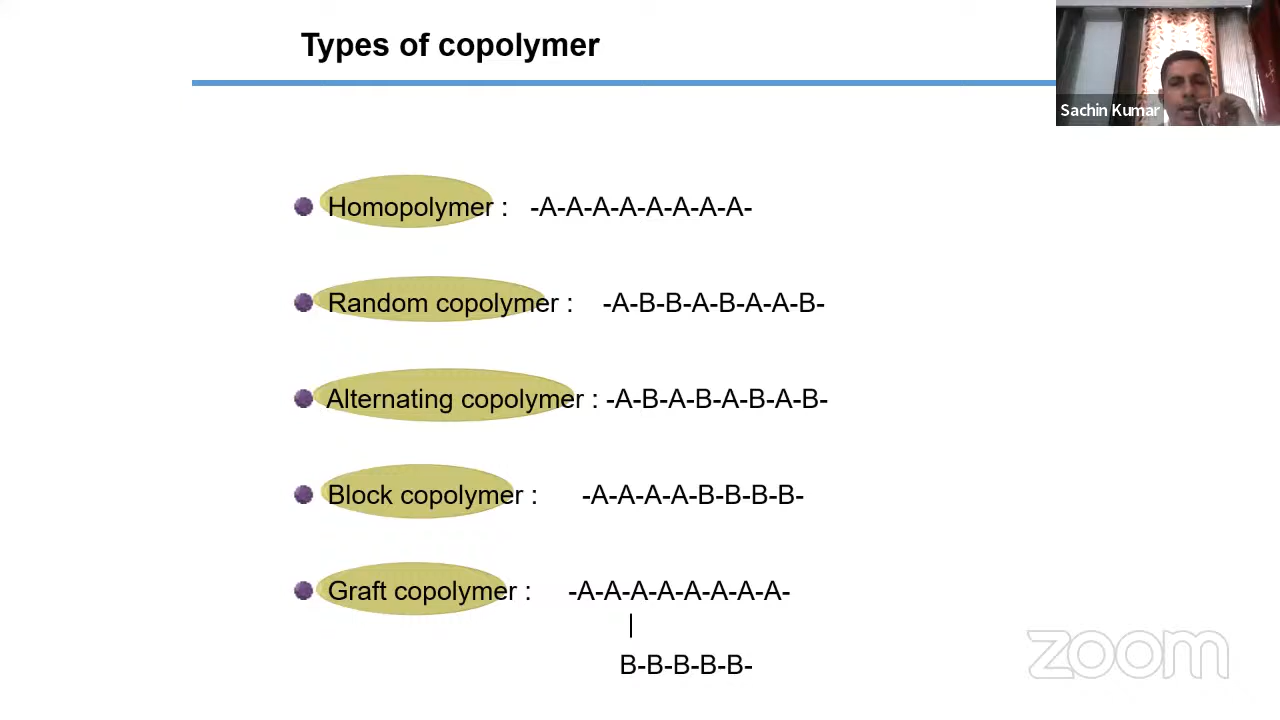 Types of copolymer
Sachin Kumar
Homopolymer : -A-A-A-A-A-A-A-A-
Random copolymer : -A-B-B-A-B-A-A-B-
Alternating copolymer : -A-B-A-B-A-B-A-B-
Block copolymer : -A-A-A-A-B-B-B-B-
Graft copolymer : -A-A-A-A-A-A-A-A-
|
B-B-B-B-B-
zoom